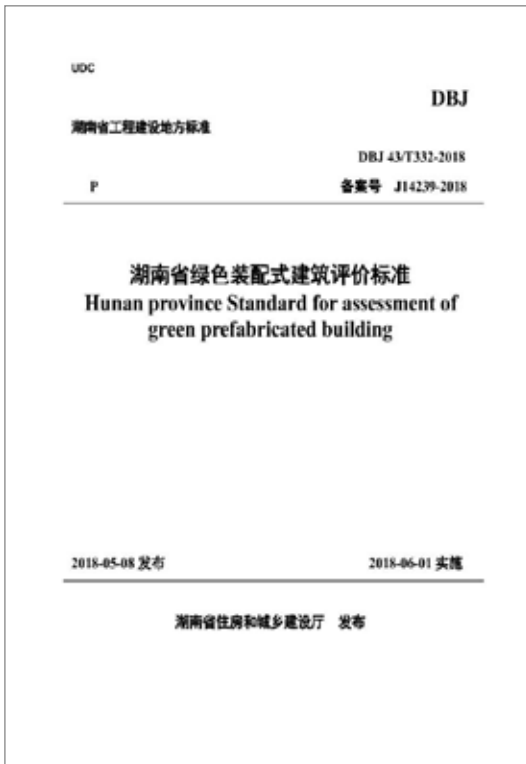 UDC
DBJ
湖南省工程建设地方标准
DBJ 43/T332-2018
P
备案号 J14239-2018
湖南省绿色装配式建筑评价标准
Hunan province Standard for assessment of
green prefabricated building
2018-05-08 发布
2018-06-01 实施
湖南省住房和城乡建设厅 发布